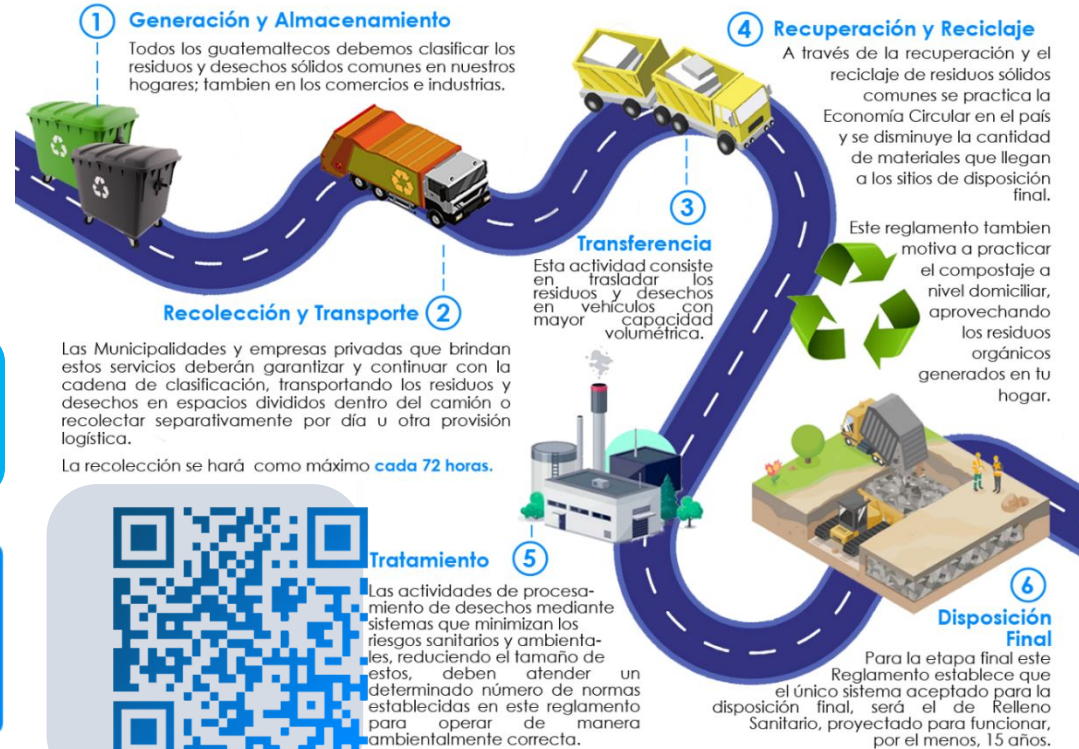 1 Generación y Almacenamiento
Todos los guatemaltecos debemos clasificar los
residuos y desechos sólidos comunes en nuestros
hogares; tambien en los comercios e industrias.
Recolección y Transporte 2
Las Municipalidades y empresas privadas que brindan
estos servicios deberán garantizar y continuar con la
cadena de clasificación, transportando los residuos y
desechos en espacios divididos dentro del camión o
recolectar separativamente por día u otra provisión
logística.
La recolección se hará como máximo cada 72 horas.
3
Transferencia
Esta actividad consiste
en trasladar los
residuos y desechos
en vehículos con
mayor capacidad
volumétrica.
4 Recuperación y Reciclaje
A través de la recuperación y el
reciclaje de residuos sólidos
comunes se practica la
Economía Circular en el país
y se disminuye la cantidad
de materiales que llegan
a los sitios de disposición
final.
Este reglamento tambien
motiva a practicar
el compostaje a
nivel domiciliar,
aprovechando
los residuos
orgánicos
generados en tu
hogar.
Tratamiento 5
Las actividades de procesa-
miento de desechos mediante
sistemas que minimizan los
riesgos sanitarios y ambienta-
les, reduciendo el tamaño de
estos, deben atender un
determinado número de normas
establecidas en este reglamento
para operar de manera
ambientalmente correcta.
6
Disposición
Final
Para la etapa final este
Reglamento establece que
el único sistema aceptado para la
disposición final, será el de Relleno
Sanitario, proyectado para funcionar,
por el menos, 15 años.